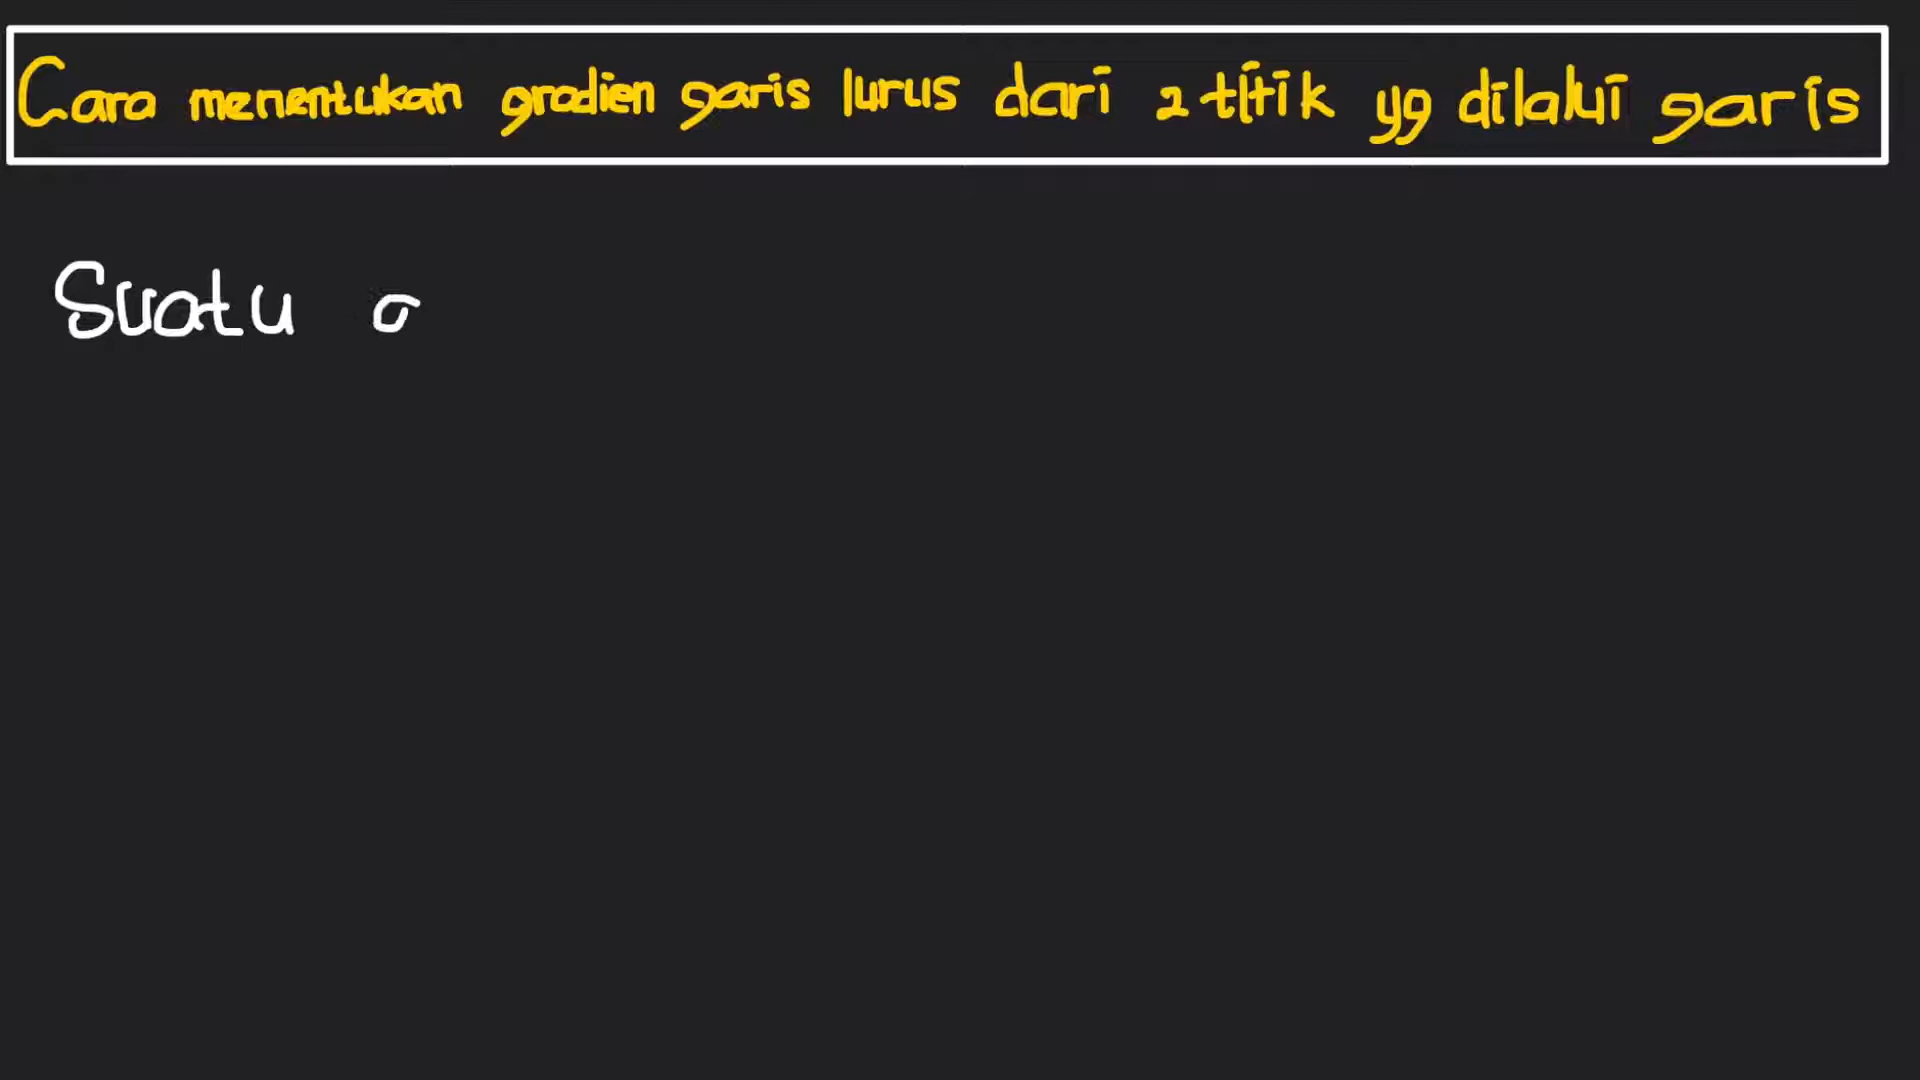 Cara menentukan gradien garis lurus dari 2 titik yg dilalui garis
Suatu